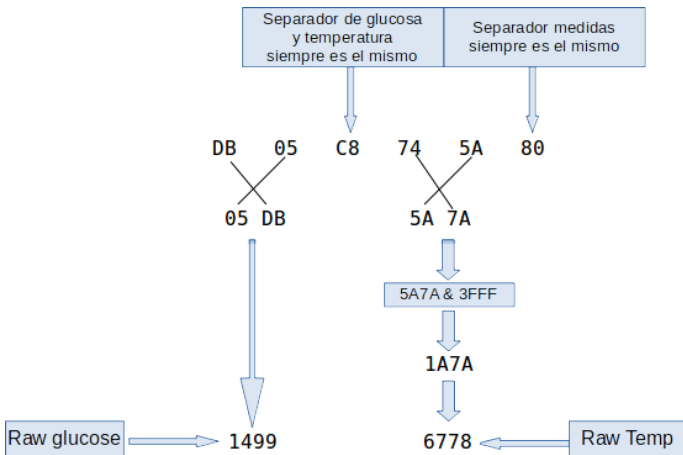 Separador de glucosa
y temperatura
siempre es el mismo
Separador medidas
siempre es el mismo
DB 05 C8 74 5A 80
05 DB 5A 7A
5A7A & 3FFF
1A7A
Raw glucose 1499 6778 Raw Temp